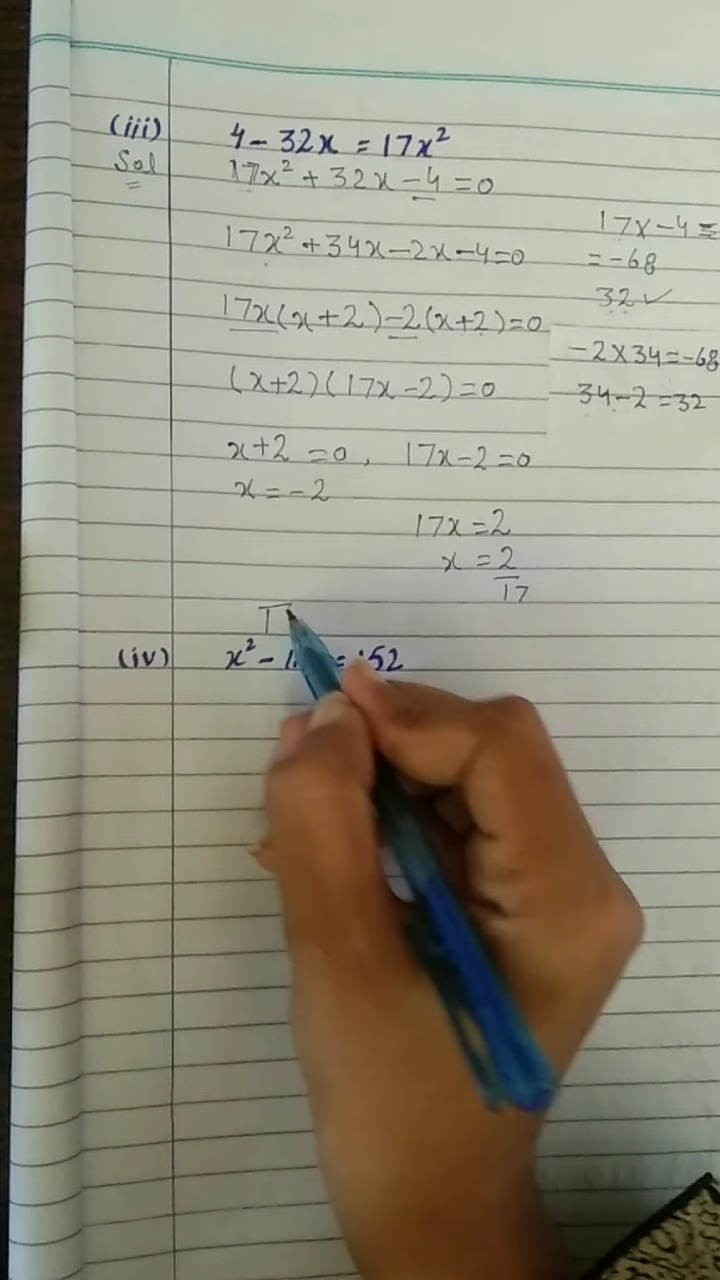 (iii) 4 - 32x = 17x²
Sol 17x² + 32x - 4 = 0
17x² + 34x - 2x - 4 = 0
17x(x+2) - 2(x+2) = 0
(x+2)(17x - 2) = 0
x+2 = 0, 17x - 2 = 0
x = -2
17x = 2
x = 2/17
17x-4 =
= -68
32✓
-2×34 = -68
34-2 = 32
(iv) x² - = 152